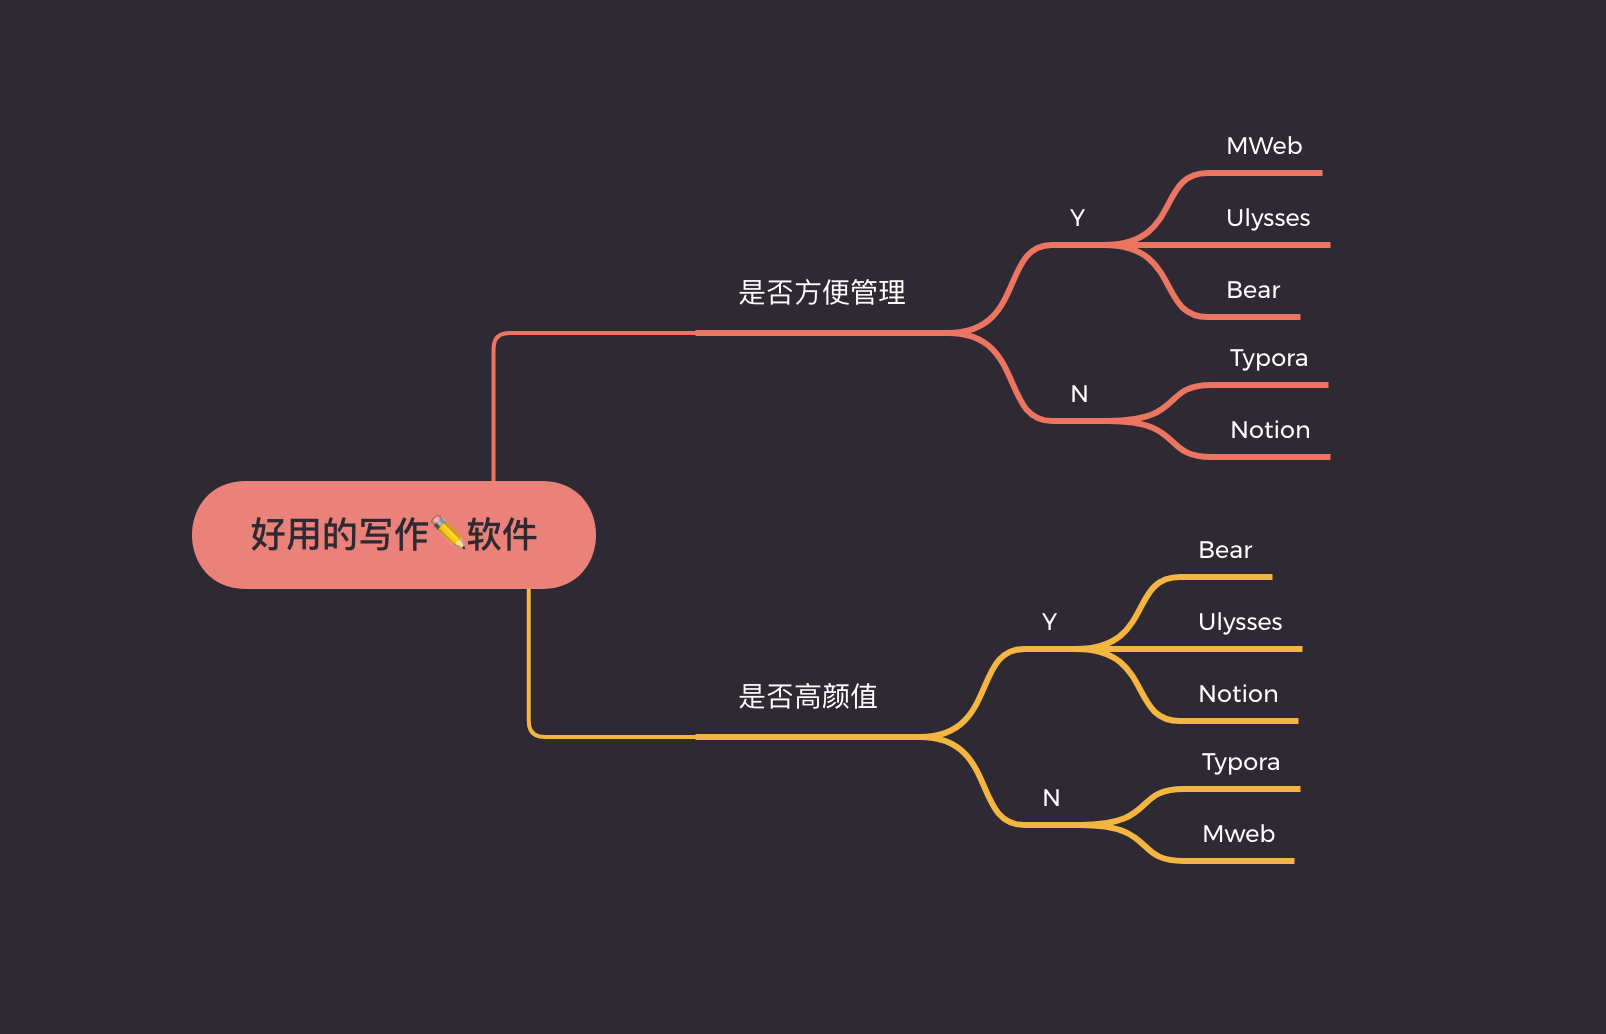 好用的写作✏️软件
是否方便管理
Y
MWeb
Ulysses
Bear
N
Typora
Notion
是否高颜值
Y
Bear
Ulysses
Notion
N
Typora
Mweb